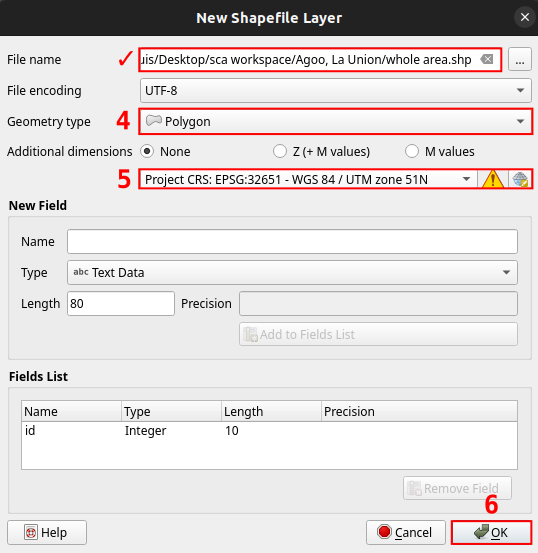 New Shapefile Layer
File name ✓ uis/Desktop/sca workspace/Agoo, La Union/whole area.shp ...
File encoding UTF-8
Geometry type 4 Polygon
Additional dimensions None Z (+ M values) M values
5 Project CRS: EPSG:32651 - WGS 84 / UTM zone 51N
New Field
Name
Type abc Text Data
Length 80 Precision
Add to Fields List
Fields List
Name Type Length Precision
id Integer 10
Remove Field
6
Help Cancel OK